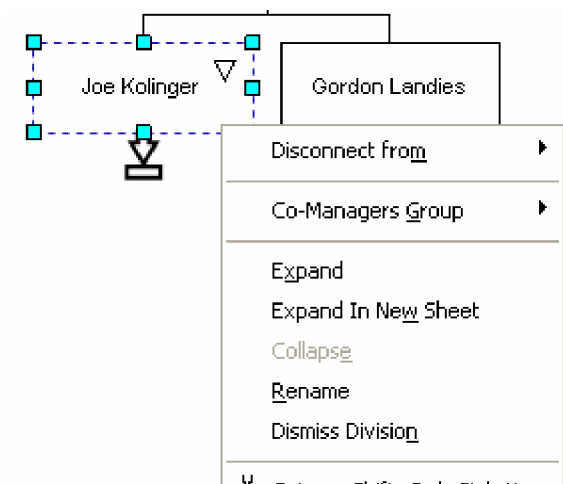 Joe Kolinger
Gordon Landies
Disconnect from
Co-Managers Group
Expand
Expand In New Sheet
Collapse
Rename
Dismiss Division